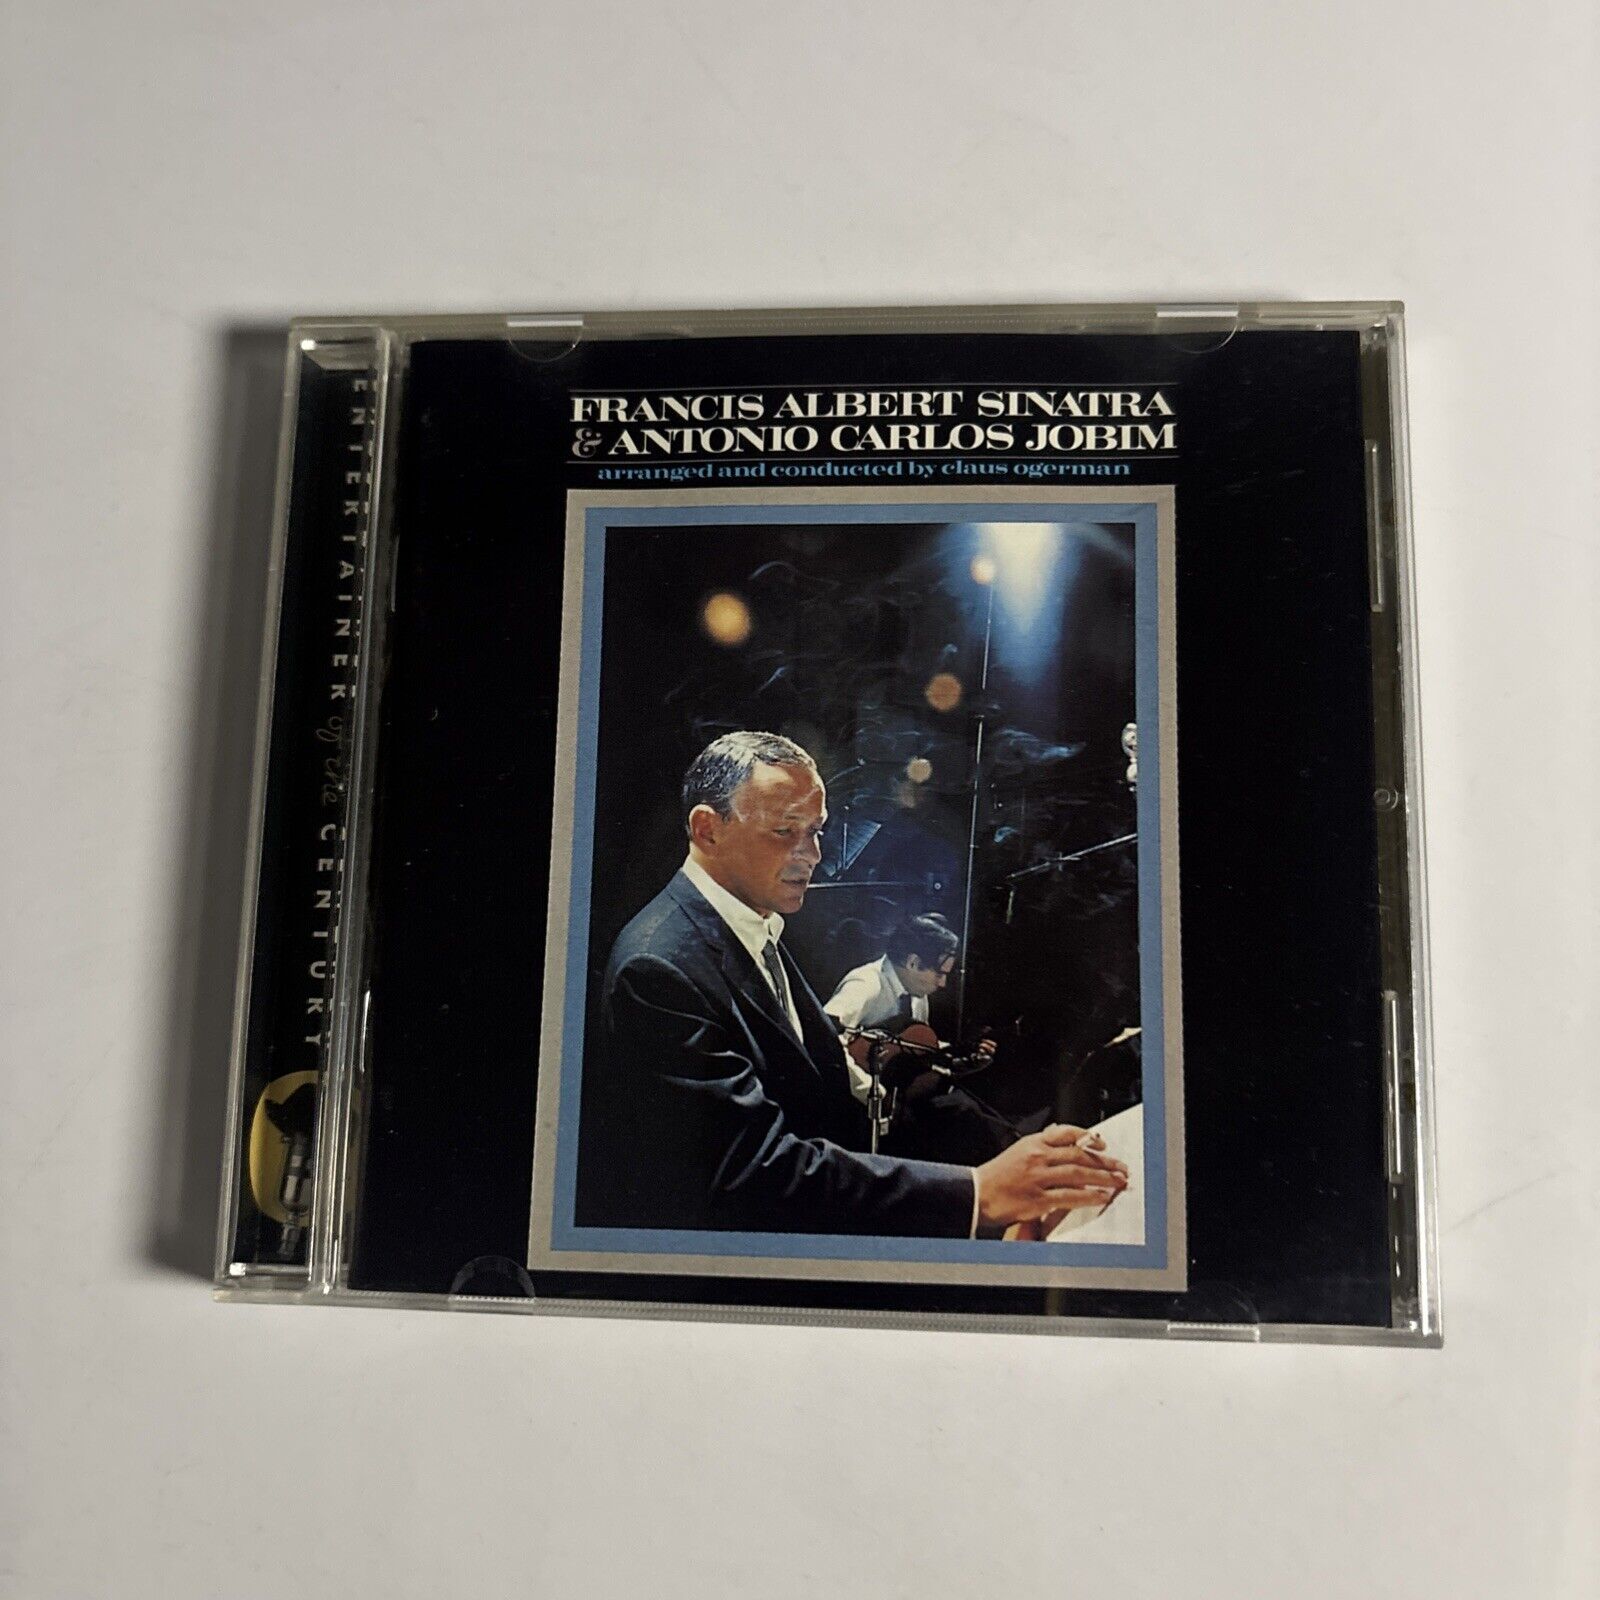 FRANCIS ALBERT SINATRA
& ANTONIO CARLOS JOBIM
arranged and conducted by claus ogerman
ENTERTAINER of the CENTURY